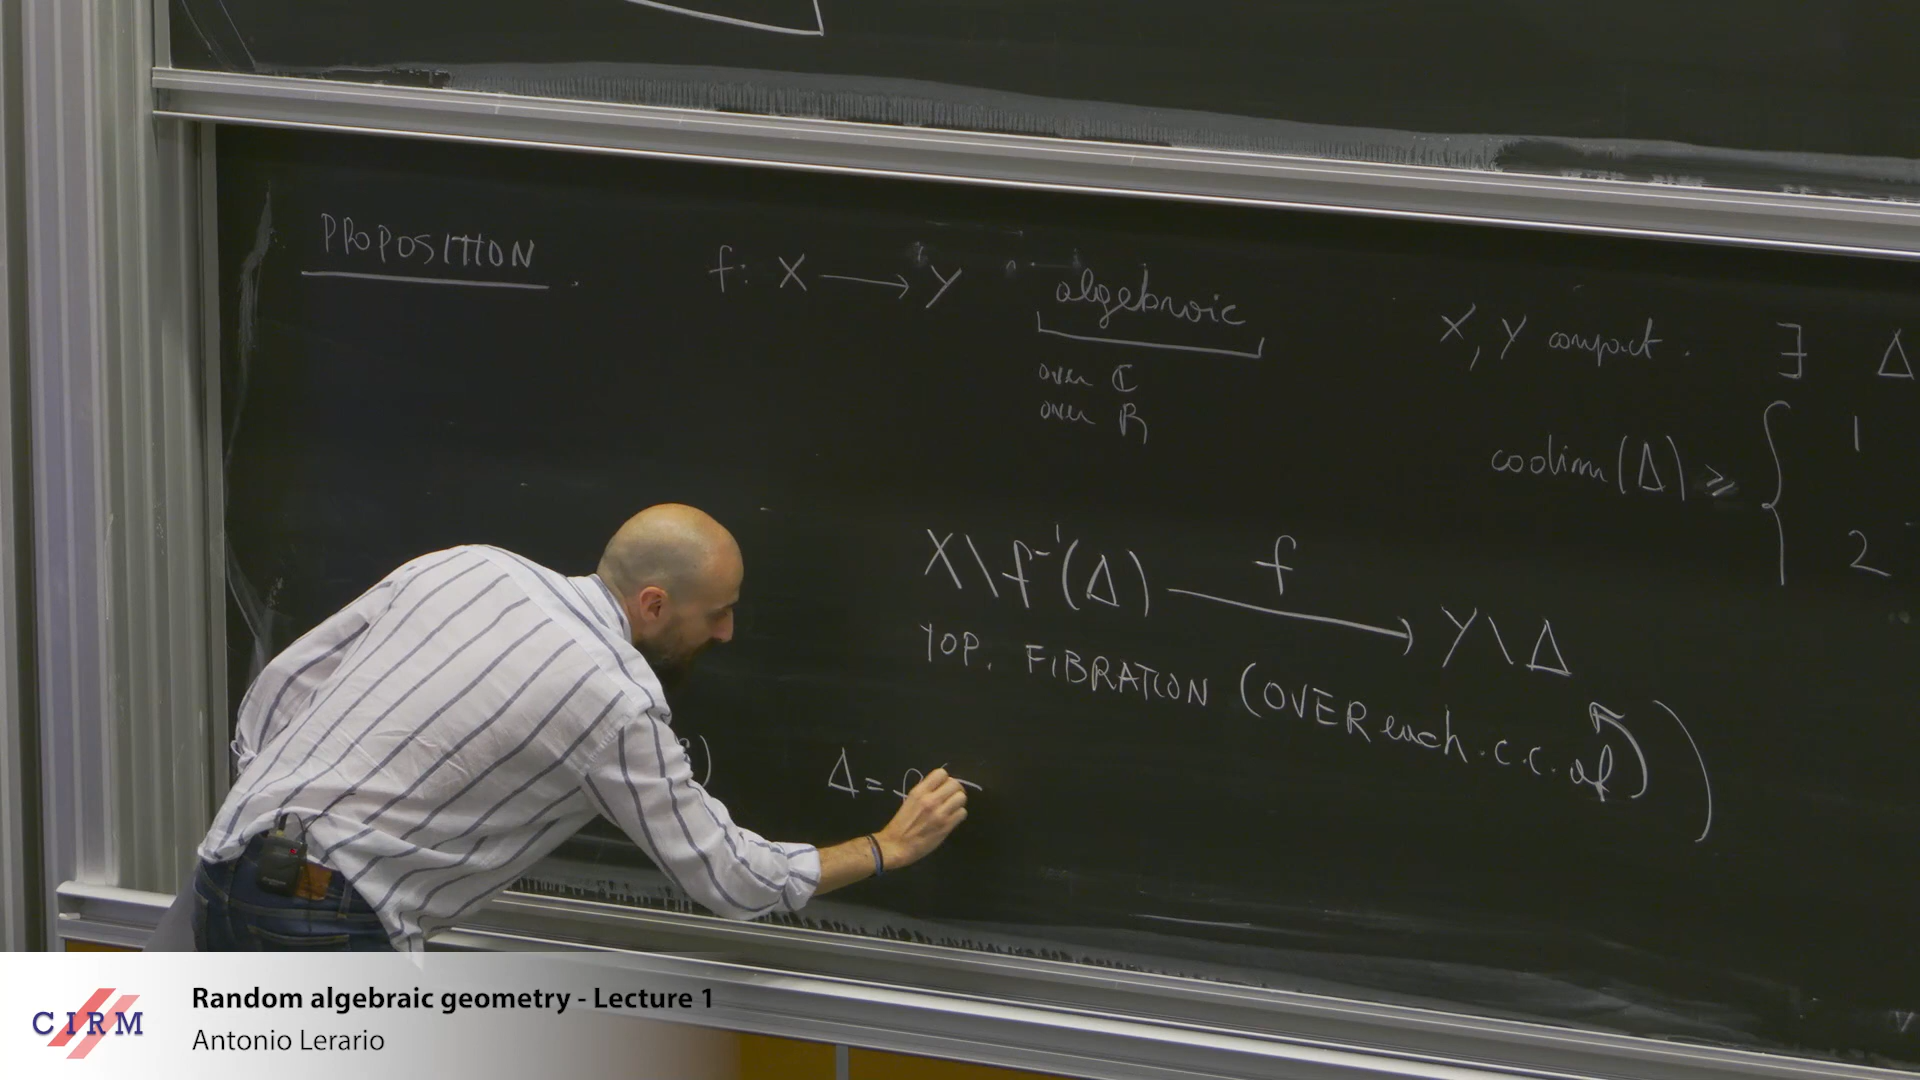 PROPOSITION .
f: X ⟶ Y algebraic
over ℂ
over R
X, Y compact. ∃ Δ
codim(Δ) ≥ { 1
2
X\f⁻¹(Δ) ⟶ Y\Δ
f
TOP. FIBRATION (OVER each.c.c. of)
Δ =
CIRM
Random algebraic geometry - Lecture 1
Antonio Lerario